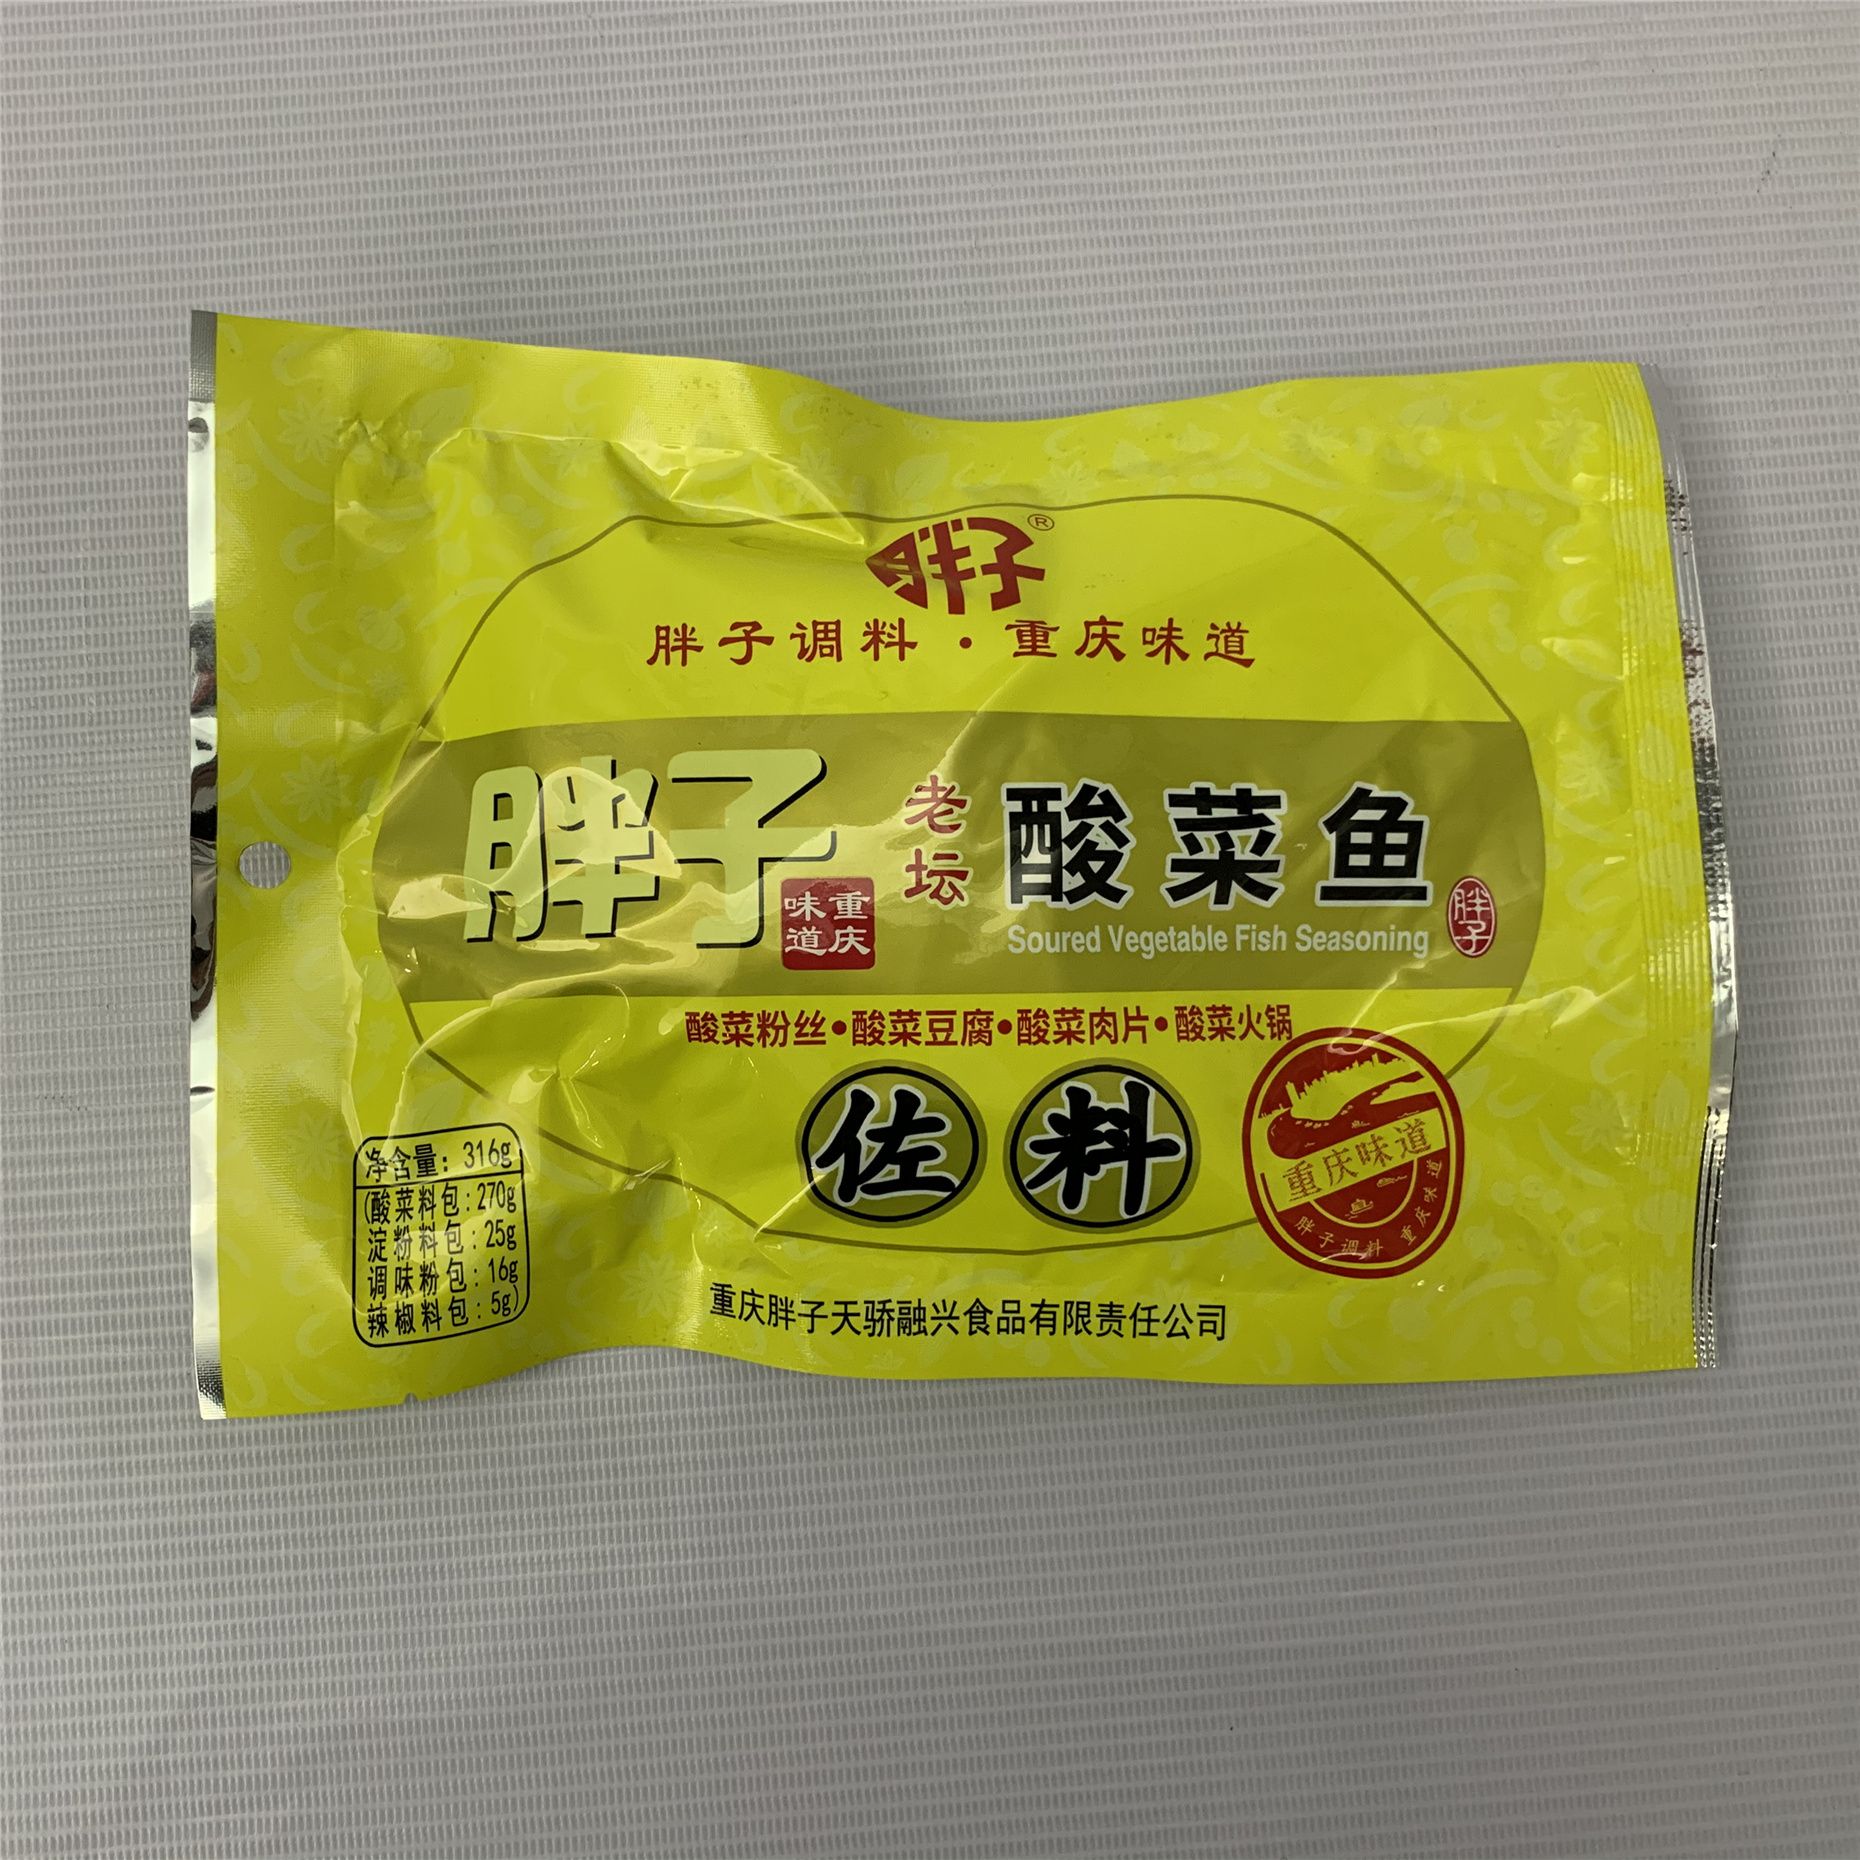 胖子®
胖子调料·重庆味道
胖子
重庆
味道
老坛
酸菜鱼
Soured Vegetable Fish Seasoning
胖子
酸菜粉丝•酸菜豆腐•酸菜肉片•酸菜火锅
佐料
重庆味道
胖子调料 重庆味道
净含量：316g
(酸菜料包：270g
淀粉料包：25g
调味粉包：16g
辣椒料包：5g)
重庆胖子天骄融兴食品有限责任公司